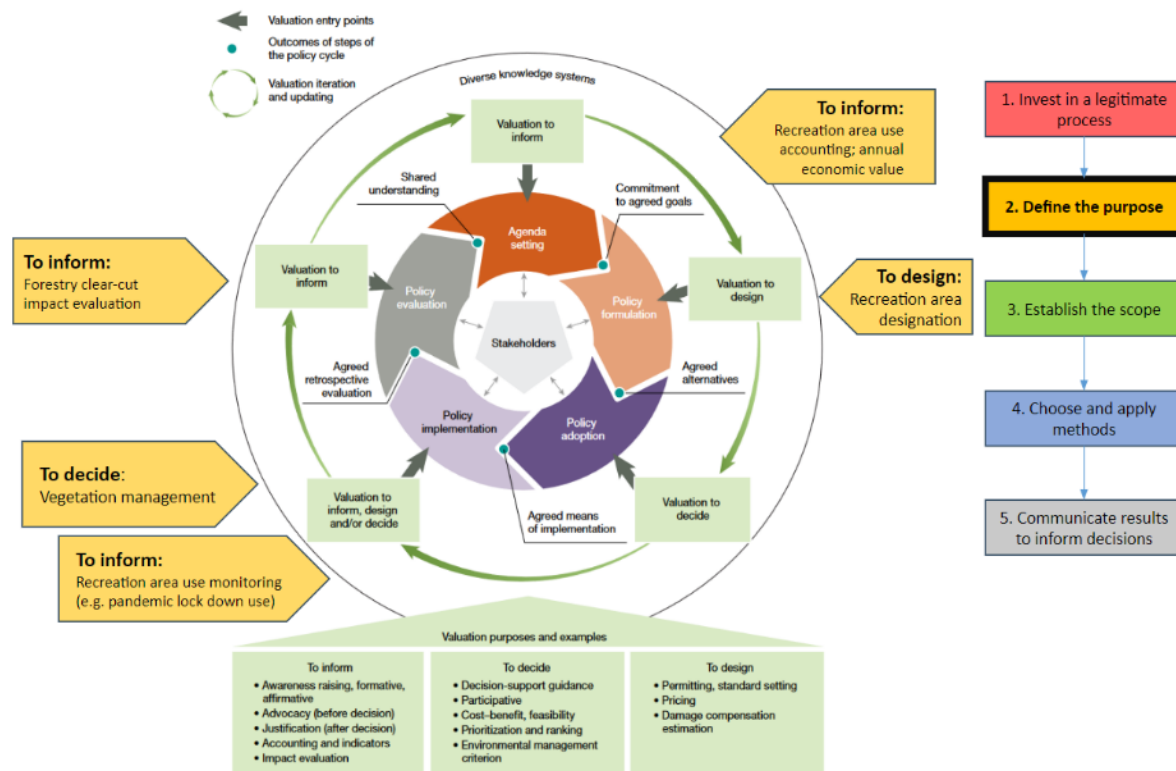 Valuation entry points
Outcomes of steps of
the policy cycle
Valuation iteration
and updating
Diverse knowledge systems
Valuation to
inform
To inform:
Recreation area use
accounting; annual
economic value
1. Invest in a legitimate
process
Shared
understanding
Commitment
to agreed goals
2. Define the purpose
Agenda
setting
To inform:
Forestry clear-cut
impact evaluation
Valuation to
inform
Policy
evaluation
Policy
formulation
Valuation to
design
To design:
Recreation area
designation
3. Establish the scope
Stakeholders
Agreed
retrospective
evaluation
Agreed
alternatives
Policy
implementation
Policy
adoption
4. Choose and apply
methods
To decide:
Vegetation management
Valuation to
inform, design
and/or decide
Agreed means
of implementation
Valuation to
decide
5. Communicate results
to inform decisions
To inform:
Recreation area use monitoring
(e.g. pandemic lock down use)
Valuation purposes and examples
To inform
• Awareness raising, formative,
affirmative
• Advocacy (before decision)
• Justification (after decision)
• Accounting and indicators
• Impact evaluation
To decide
• Decision-support guidance
• Participative
• Cost–benefit, feasibility
• Prioritization and ranking
• Environmental management
criterion
To design
• Permitting, standard setting
• Pricing
• Damage compensation
estimation